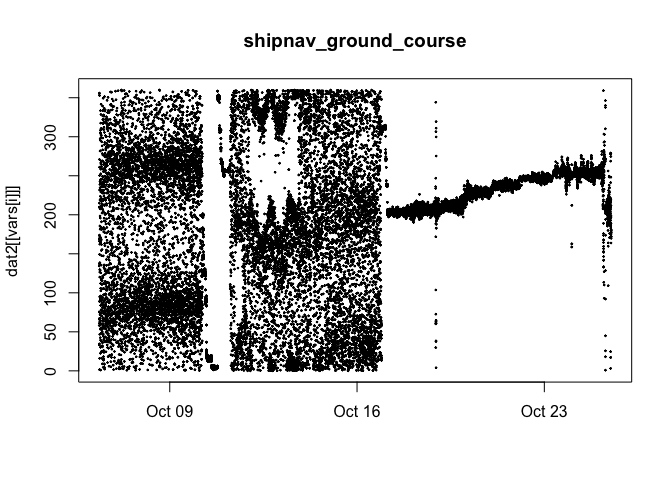 shipnav_ground_course
dat2[[vars[i]]]
300
200
100
50
0
Oct 09
Oct 16
Oct 23